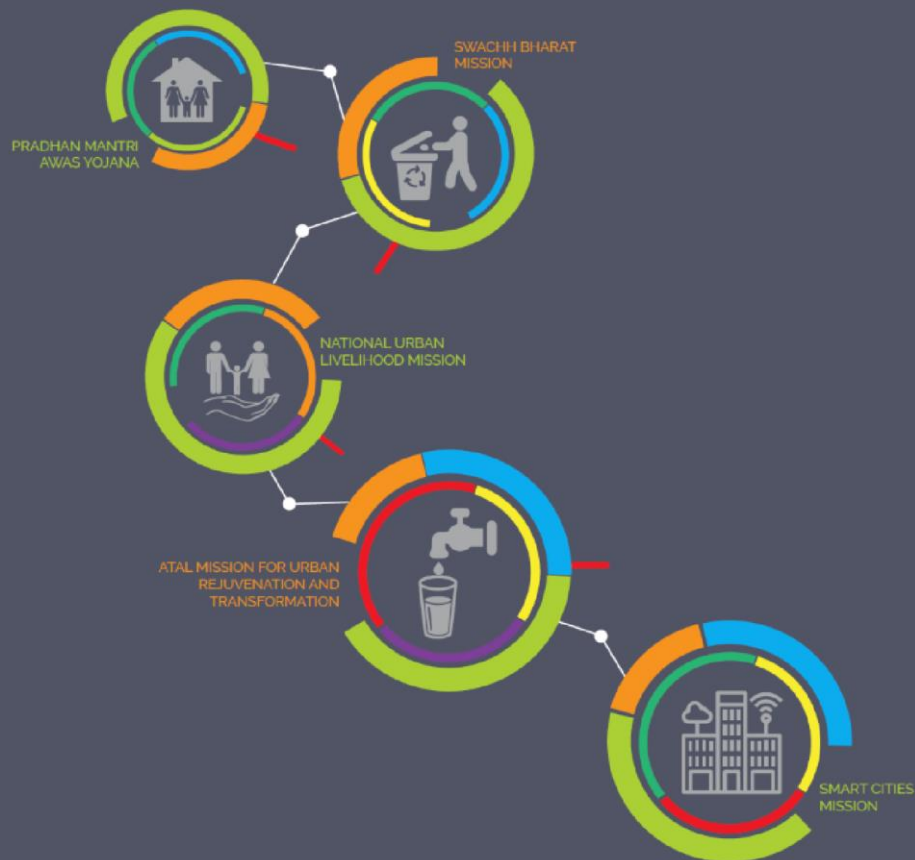 SWACHH BHARAT
MISSION
PRADHAN MANTRI
AWAS YOJANA
NATIONAL URBAN
LIVELIHOOD MISSION
ATAL MISSION FOR URBAN
REJUVENATION AND
TRANSFORMATION
SMART CITIES
MISSION